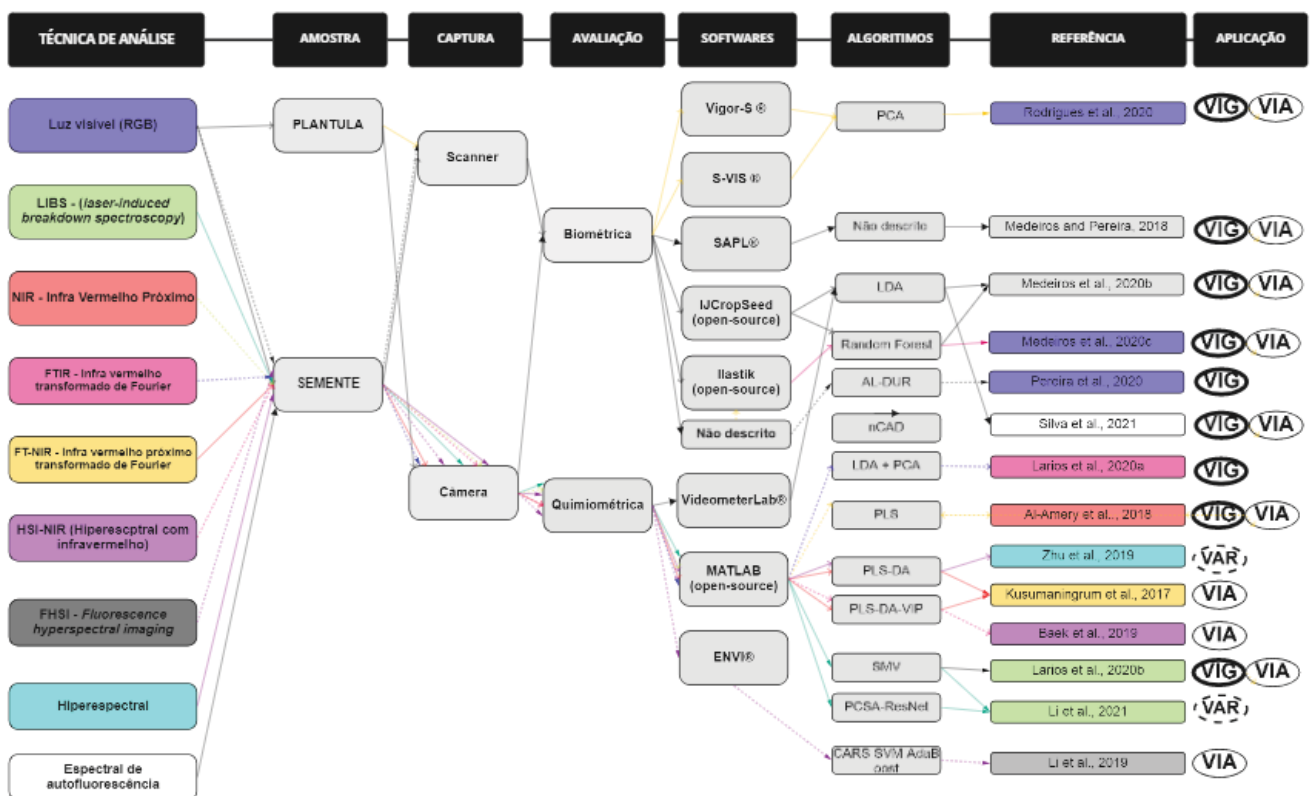 TÉCNICA DE ANÁLISE
AMOSTRA
CAPTURA
AVALIAÇÃO
SOFTWARES
ALGORITIMOS
REFERÊNCIA
APLICAÇÃO
Luz visivel (RGB)
LIBS - (laser-induced
breakdown spectroscopy)
NIR - Infra Vermelho Próximo
FTIR - Infra vermelho
transformado de Fourier
FT-NIR - Infra vermelho próximo
transformado de Fourier
HSI-NIR (Hiperescptral com
infravermelho)
FHSI - Fluorescence
hyperspectral imaging
Hiperespectral
Espectral de
autofluorescência
PLANTULA
SEMENTE
Scanner
Câmera
Biométrica
Quimiométrica
Vigor-S ®
S-VIS ®
SAPL®
IJCropSeed
(open-source)
Ilastik
(open-source)
Não descrito
VideometerLab®
MATLAB
(open-source)
ENVI®
PCA
Não descrito
LDA
Random Forest
AL-DUR
nCAD
LDA + PCA
PLS
PLS-DA
PLS-DA-VIP
SMV
PCSA-ResNet
CARS SVM AdaB
oost
Rodrigues et al., 2020
VIG VIA
Medeiros and Pereira, 2018
VIG VIA
Medeiros et al., 2020b
VIG VIA
Medeiros et al., 2020c
VIG VIA
Pereira et al., 2020
VIG
Silva et al., 2021
VIG VIA
Larios et al., 2020a
VIG
Al-Amery et al., 2018
VIG VIA
Zhu et al., 2019
VAR
Kusumaningrum et al., 2017
VIA
Baek et al., 2019
VIA
Larios et al., 2020b
VIG VIA
Li et al., 2021
VAR
Li et al., 2019
VIA